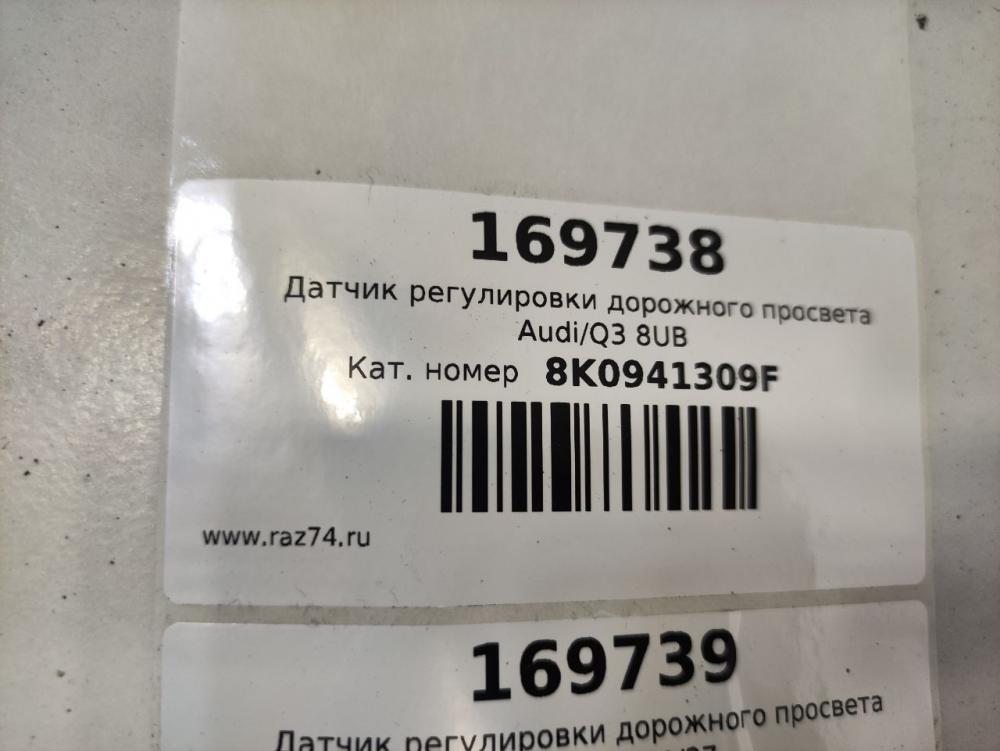 169738
Датчик регулировки дорожного просвета
Audi/Q3 8UB
Кат. номер 8K0941309F
www.raz74.ru
169739
Датчик регулировки дорожного просвета